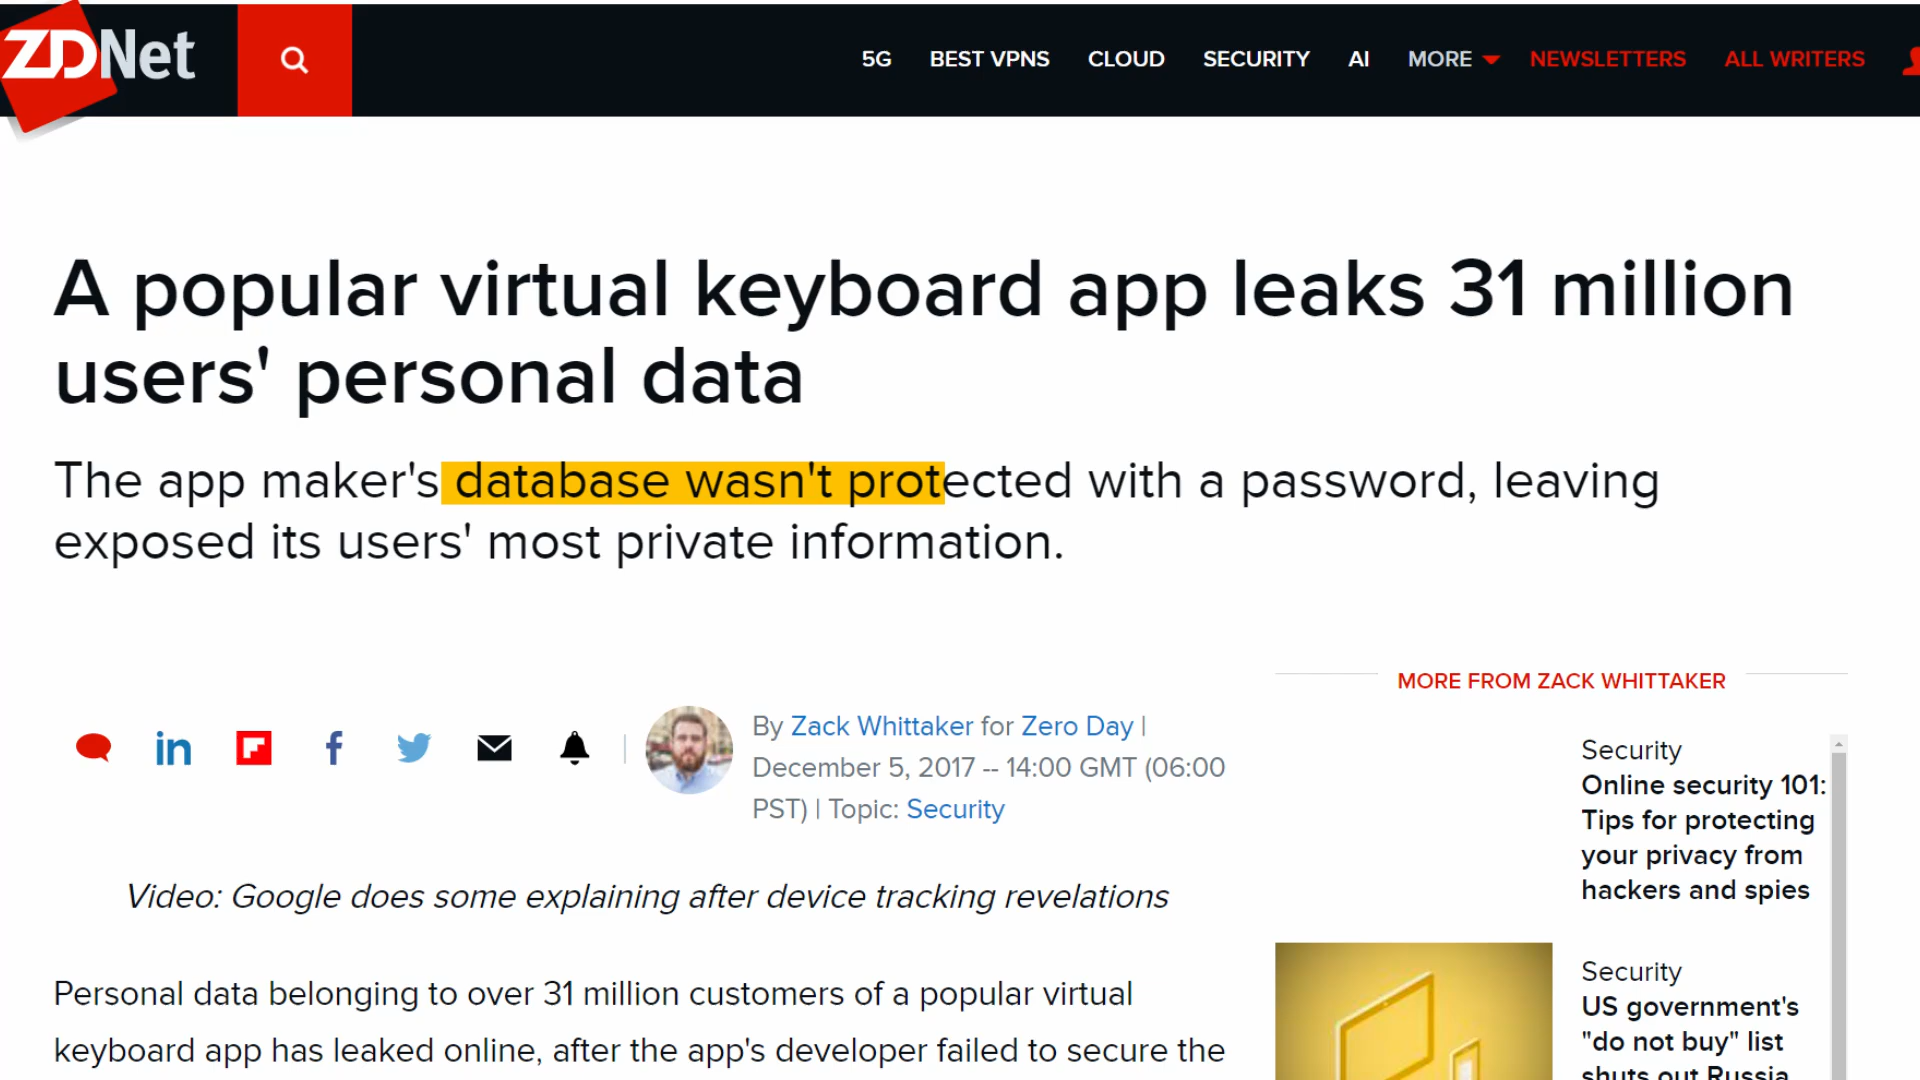 ZDNet
5G BEST VPNS CLOUD SECURITY AI MORE NEWSLETTERS ALL WRITERS
A popular virtual keyboard app leaks 31 million
users' personal data
The app maker's database wasn't protected with a password, leaving
exposed its users' most private information.
By Zack Whittaker for Zero Day |
December 5, 2017 -- 14:00 GMT (06:00
PST) | Topic: Security
Video: Google does some explaining after device tracking revelations
Personal data belonging to over 31 million customers of a popular virtual
keyboard app has leaked online, after the app's developer failed to secure the
MORE FROM ZACK WHITTAKER
Security
Online security 101:
Tips for protecting
your privacy from
hackers and spies
Security
US government's
"do not buy" list
shuts out Russia